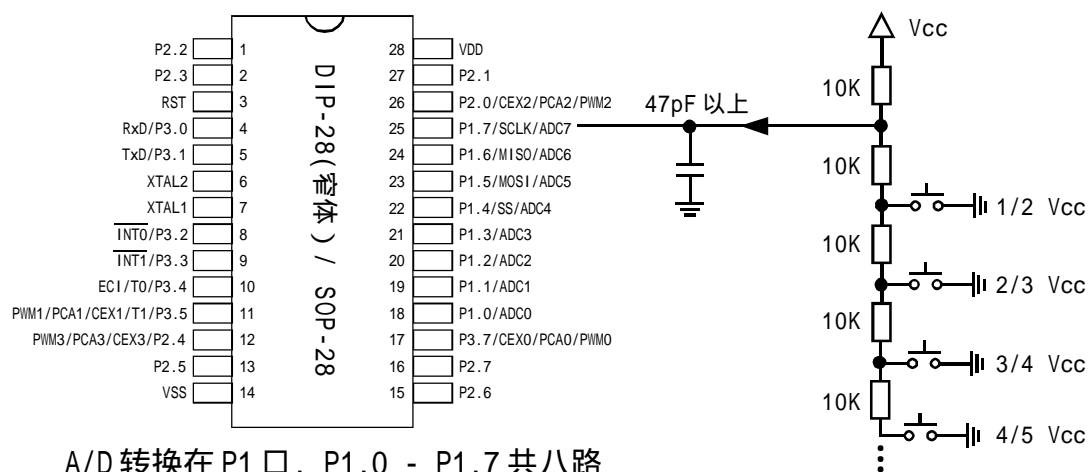 Vcc
P2.2 1 28 VDD
P2.3 2 27 P2.1
RST 3 26 P2.0/CEX2/PCA2/PWM2
RxD/P3.0 4 25 P1.7/SCLK/ADC7
TxD/P3.1 5 24 P1.6/MISO/ADC6
XTAL2 6 23 P1.5/MOSI/ADC5
XTAL1 7 22 P1.4/SS/ADC4
INT0/P3.2 8 21 P1.3/ADC3
INT1/P3.3 9 20 P1.2/ADC2
ECI/T0/P3.4 10 19 P1.1/ADC1
PWM1/PCA1/CEX1/T1/P3.5 11 18 P1.0/ADC0
PWM3/PCA3/CEX3/P2.4 12 17 P3.7/CEX0/PCA0/PWM0
P2.5 13 16 P2.7
VSS 14 15 P2.6
DIP-28(窄体) / SOP-28
47pF 以上
10K
10K
1/2 Vcc
10K
2/3 Vcc
10K
3/4 Vcc
10K
4/5 Vcc
A/D 转换在 P1 口, P1.0 - P1.7 共八路